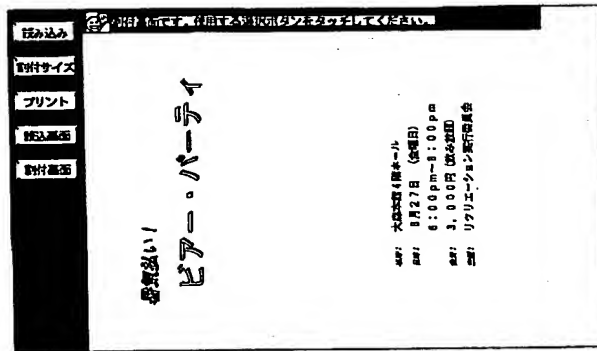 割付画面です。使用する選択ボタンをタッチしてください。
読み込み
割付サイズ
プリント
読込画面
割付画面
暑気払い!
ビアー・パーティ
大森本館4階ホール
8月27日 (金曜日)
6:00pm~8:00pm
3,000円(飲み放題)
リクリエーション実行委員会